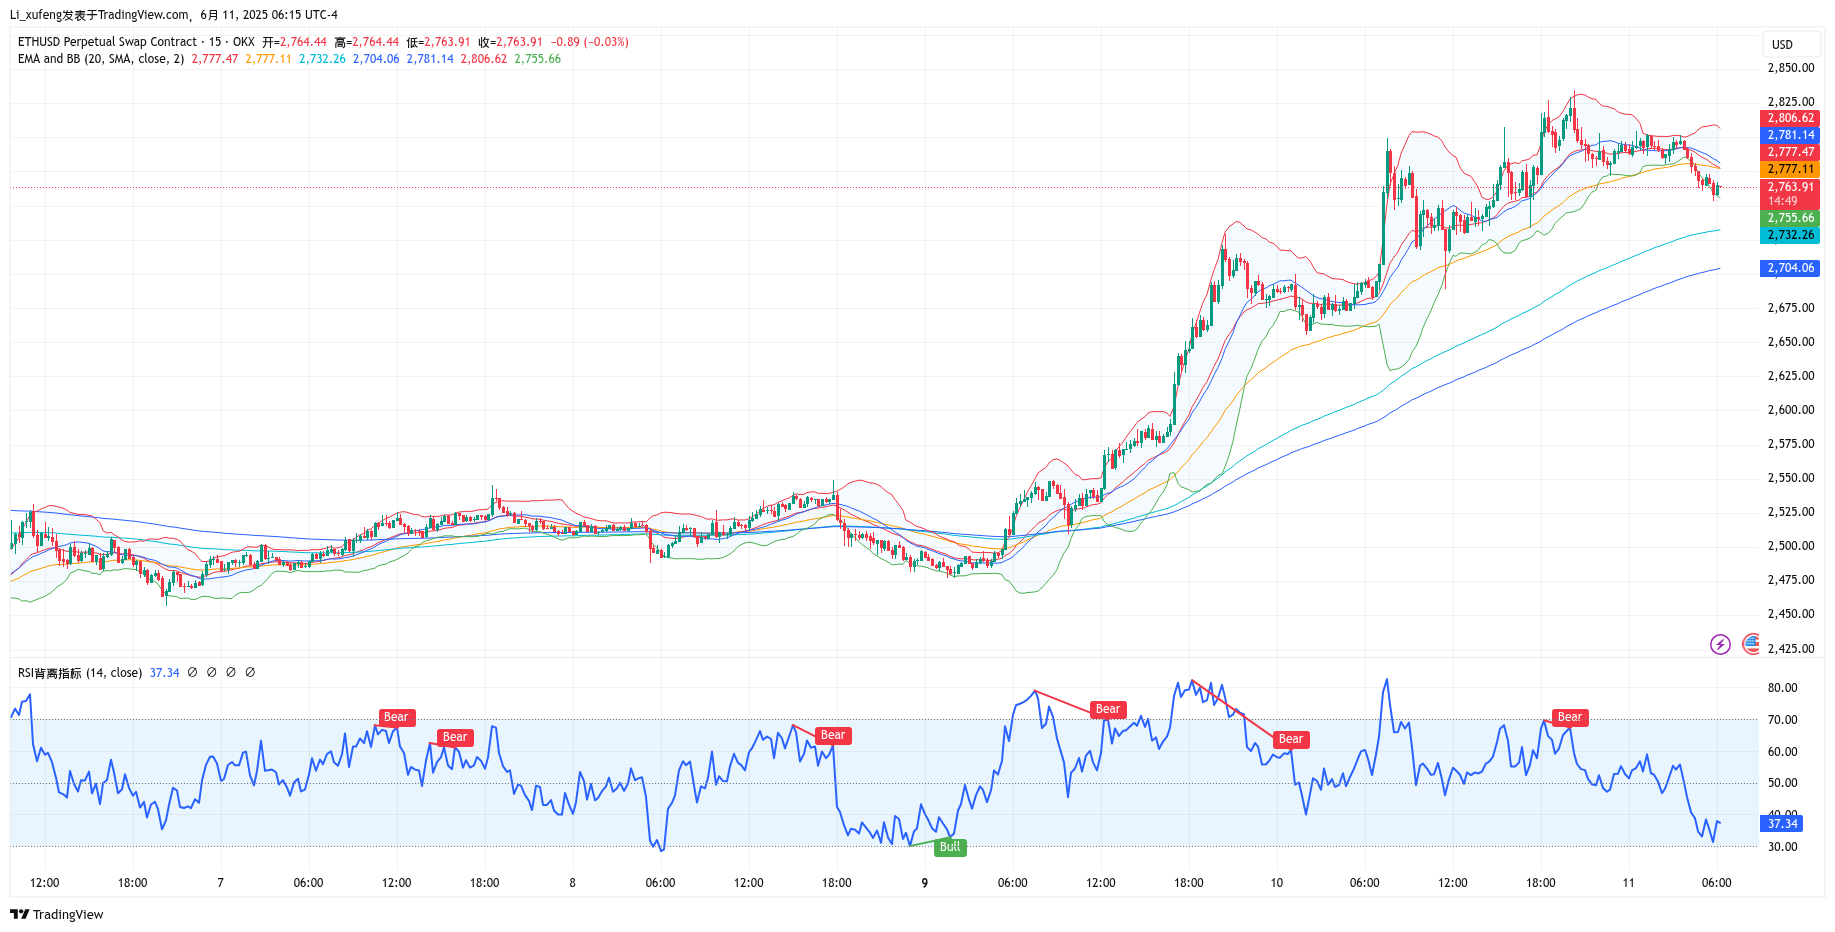 Li_xufeng发表于TradingView.com, 6月 11, 2025 06:15 UTC-4
ETHUSD Perpetual Swap Contract · 15 · OKX 开=2,764.44 高=2,764.44 低=2,763.91 收=2,763.91 −0.89 (−0.03%)
EMA and BB (20, SMA, close, 2) 2,777.47 2,777.11 2,732.26 2,704.06 2,781.14 2,806.62 2,755.66
USD
2,850.00
2,825.00
2,806.62
2,781.14
2,777.47
2,777.11
2,763.91
14:49
2,755.66
2,732.26
2,704.06
2,675.00
2,650.00
2,625.00
2,600.00
2,575.00
2,550.00
2,525.00
2,500.00
2,475.00
2,450.00
2,425.00
RSI背离指标 (14, close) 37.34 ∅ ∅ ∅ ∅
Bear
Bear
Bear
Bull
Bear
Bear
Bear
80.00
70.00
60.00
50.00
40.00
37.34
30.00
12:00 18:00 7 06:00 12:00 18:00 8 06:00 12:00 18:00 9 06:00 12:00 18:00 10 06:00 12:00 18:00 11 06:00
TradingView